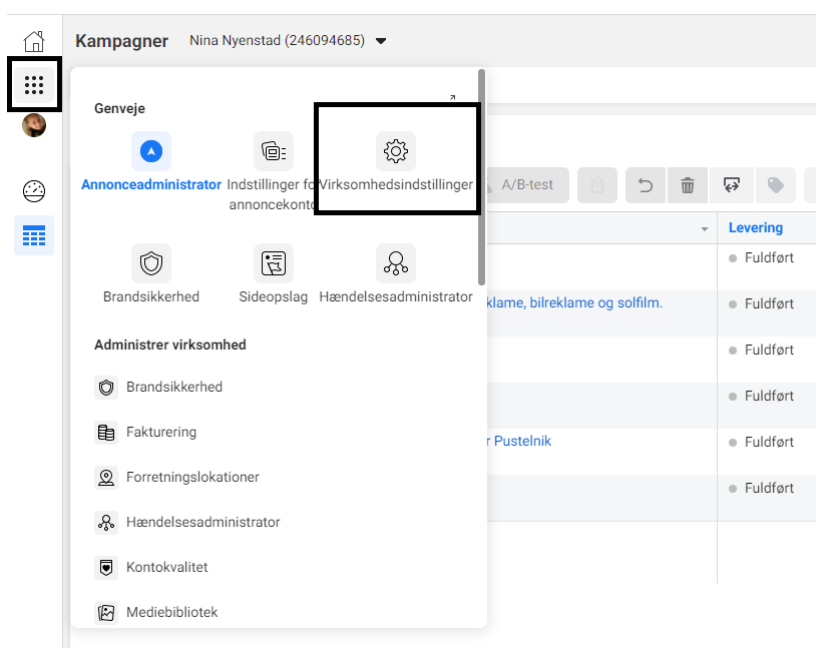 Kampagner Nina Nyenstad (246094685)
Genveje
Annonceadministrator Indstillinger fo Virksomhedsindstillinger
annoncekonto
A/B-test
Levering
Fuldført
Brandsikkerhed Sideopslag Hændelsesadministrator
klame, bilreklame og solfilm. Fuldført
Administrer virksomhed
Fuldført
Brandsikkerhed
Fuldført
Fakturering
r Pustelnik Fuldført
Forretningslokationer
Fuldført
Hændelsesadministrator
Kontokvalitet
Mediebibliotek